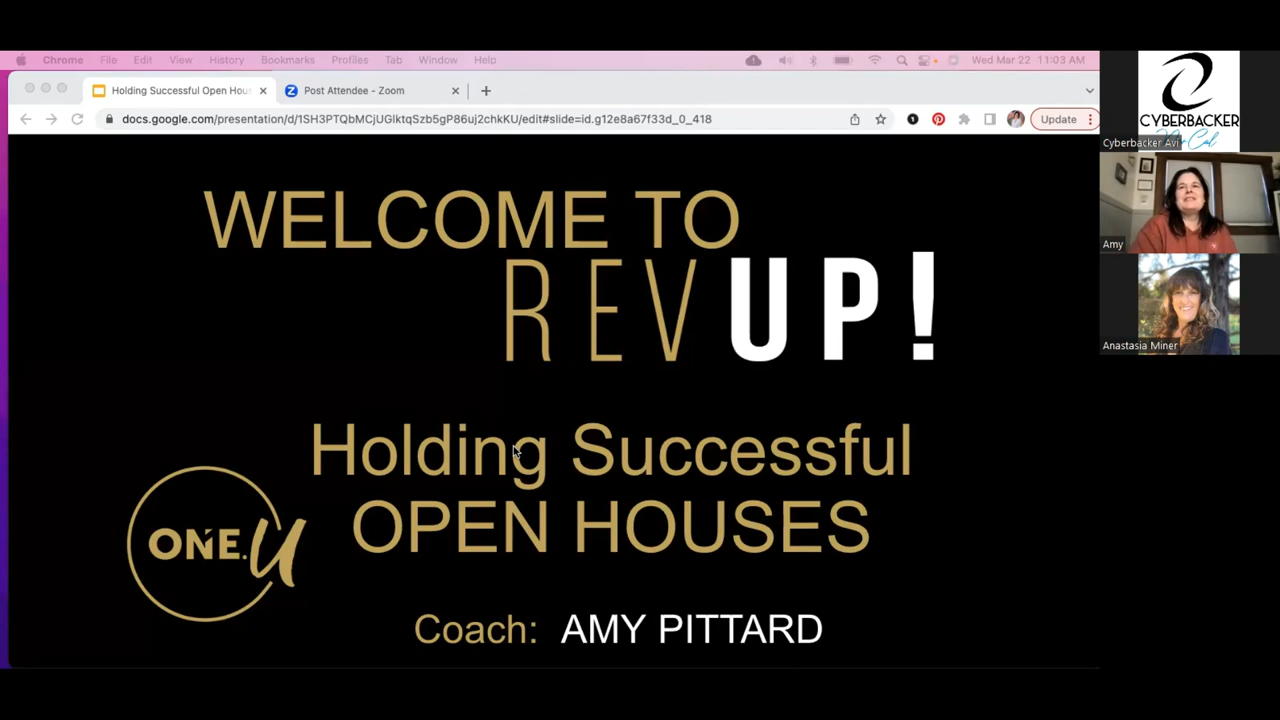 Chrome File Edit View History Bookmarks Profiles Tab Window Help Wed Mar 22 11:03 AM
Holding Successful Open Hou
Post Attendee - Zoom
docs.google.com/presentation/d/1SH3PTQbMCjUGlktqSzb5gP86uj2chkKU/edit#slide=id.g12e8a67f33d_0_418
Update
WELCOME TO
REVUP!
Holding Successful
OPEN HOUSES
ONE.U
Coach: AMY PITTARD
CYBERBACKER
NorCal
Cyberbacker Avi
Amy
Anastasia Miner